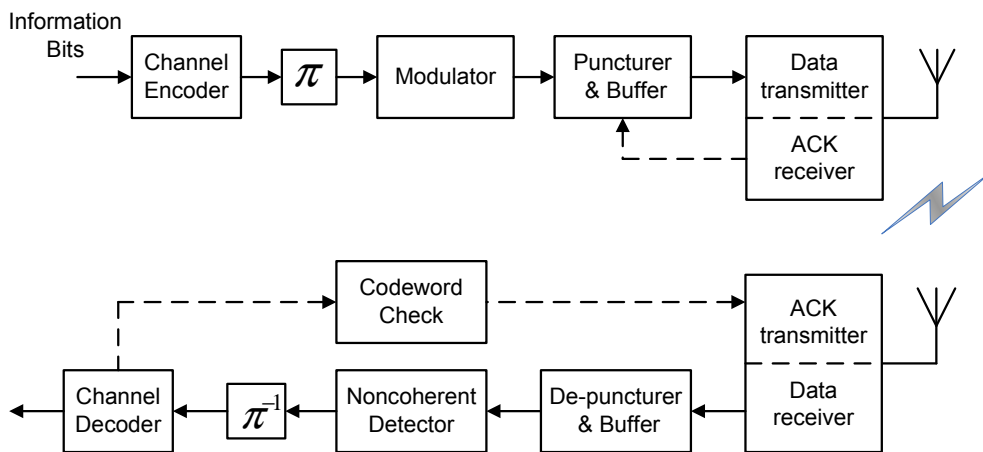 Information
Bits
Channel
Encoder
π
Modulator
Puncturer
& Buffer
Data
transmitter
ACK
receiver
Codeword
Check
ACK
transmitter
Channel
Decoder
π⁻¹
Noncoherent
Detector
De-puncturer
& Buffer
Data
receiver